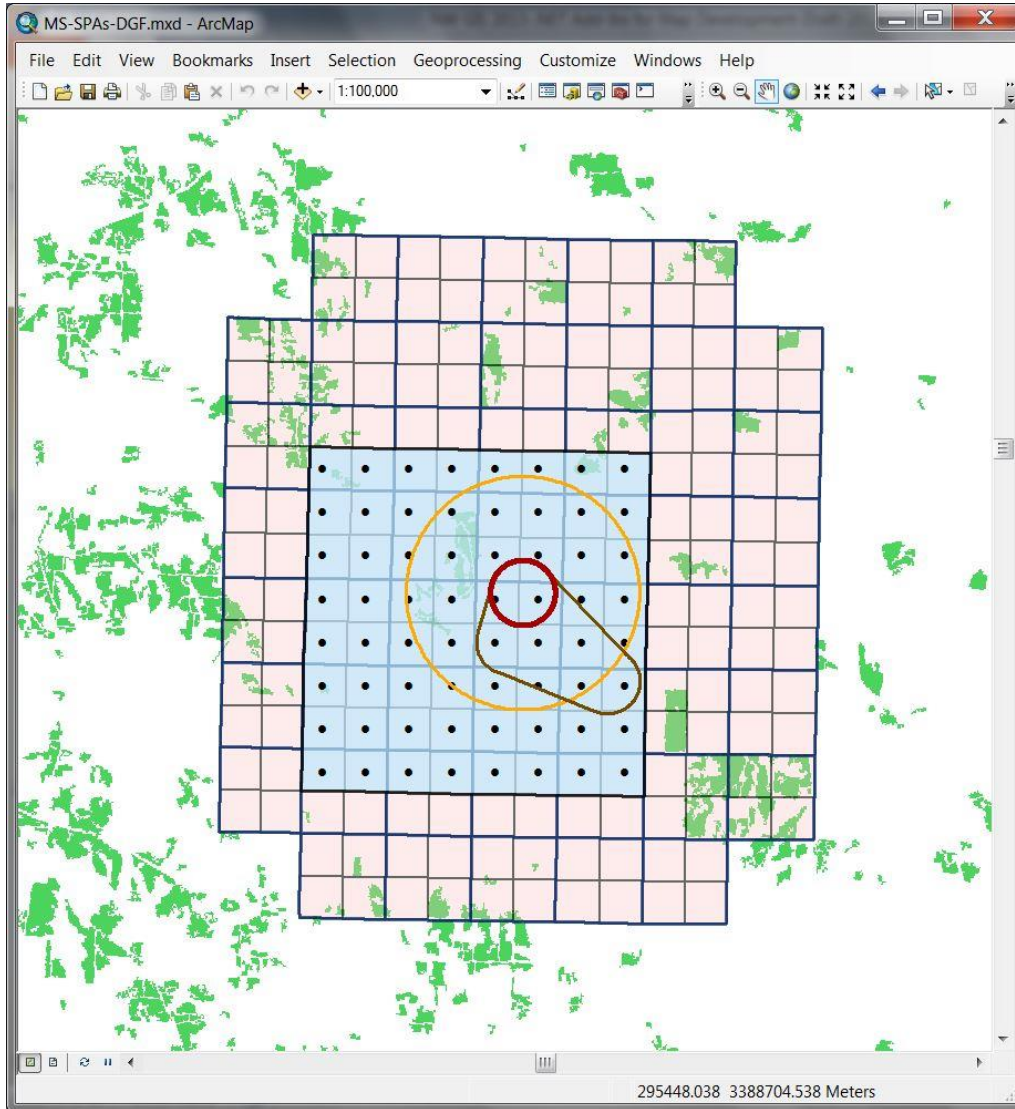 MS-SPAs-DGF.mxd - ArcMap
File Edit View Bookmarks Insert Selection Geoprocessing Customize Windows Help
1:100,000
295448.038 3388704.538 Meters